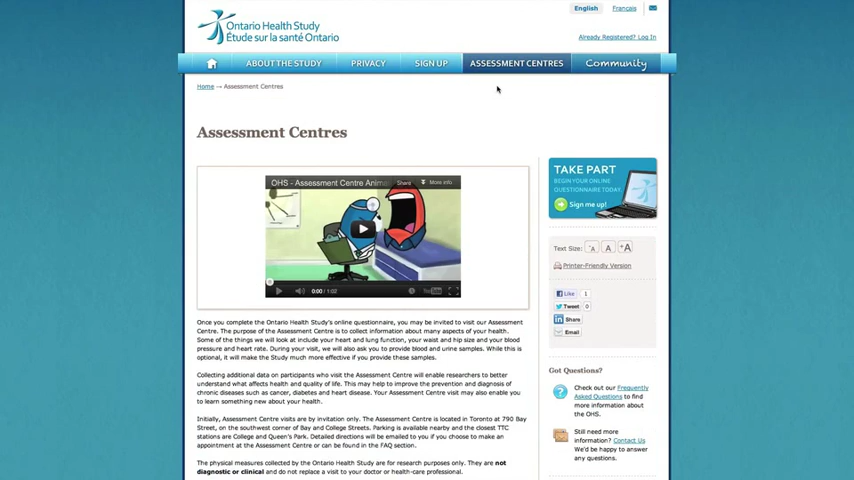 English
Français
Ontario Health Study
Étude sur la santé Ontario
Already Registered? Log In
ABOUT THE STUDY
PRIVACY
SIGN UP
ASSESSMENT CENTRES
Community
Home → Assessment Centres
Assessment Centres
OHS - Assessment Centre Anima
Share
More info
0:00 / 1:02
YouTube
Once you complete the Ontario Health Study's online questionnaire, you may be invited to visit our Assessment
Centre. The purpose of the Assessment Centre is to collect information about many aspects of your health.
Some of the things we will look at include your heart and lung function, your waist and hip size and your blood
pressure and heart rate. During your visit, we will also ask you to provide blood and urine samples. While this is
optional, it will make the Study much more effective if you provide these samples.
Collecting additional data on participants who visit the Assessment Centre will enable researchers to better
understand what affects health and quality of life. This may help to improve the prevention and diagnosis of
chronic diseases such as cancer, diabetes and heart disease. Your Assessment Centre visit may also enable you
to learn something new about your health.
Initially, Assessment Centre visits are by invitation only. The Assessment Centre is located in Toronto at 790 Bay
Street, on the southwest corner of Bay and College Streets. Parking is available nearby and the closest TTC
stations are College and Queen's Park. Detailed directions will be emailed to you if you choose to make an
appointment at the Assessment Centre or can be found in the FAQ section.
The physical measures collected by the Ontario Health Study are for research purposes only. They are not
diagnostic or clinical and do not replace a visit to your doctor or health-care professional.
TAKE PART
BEGIN YOUR ONLINE
QUESTIONNAIRE TODAY
Sign me up!
Text Size: -A A +A
Printer-Friendly Version
Like 1
Tweet 0
Share
Email
Got Questions?
Check out our Frequently
Asked Questions to find
more information about
the OHS.
Still need more
information? Contact Us
We'd be happy to answer
any questions.